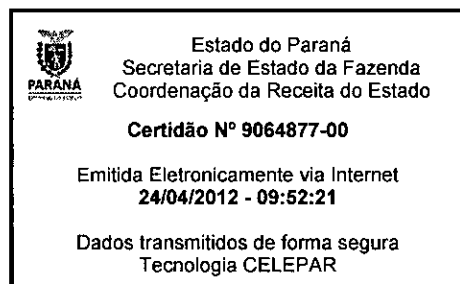 PARANÁ
Estado do Paraná
Secretaria de Estado da Fazenda
Coordenação da Receita do Estado
Certidão Nº 9064877-00
Emitida Eletronicamente via Internet
24/04/2012 - 09:52:21
Dados transmitidos de forma segura
Tecnologia CELEPAR